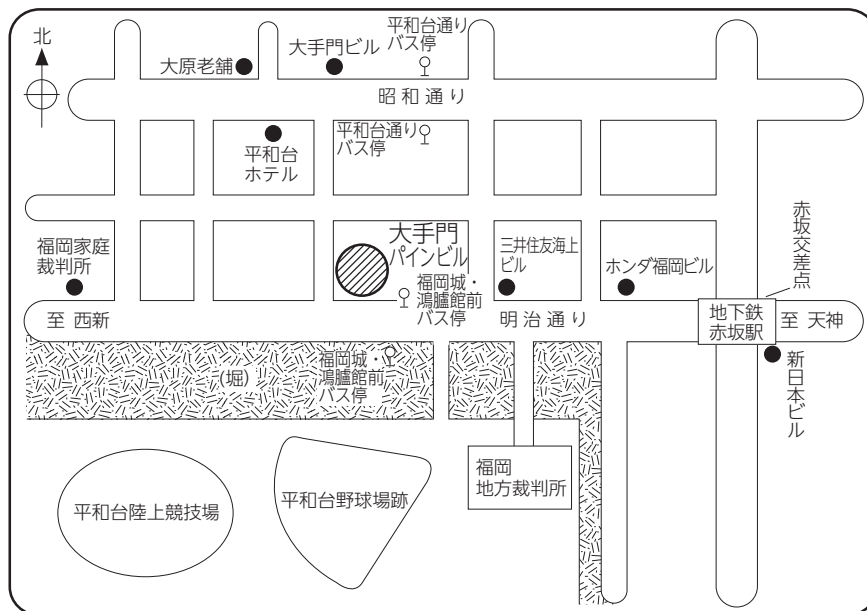 北
大原老舗
大手門ビル
平和台通り
バス停
昭和通り
平和台
ホテル
平和台通り
バス停
福岡家庭
裁判所
大手門
パインビル
福岡城・
鴻臚館前
バス停
三井住友海上
ビル
ホンダ福岡ビル
赤坂交差点
至 西新
明治通り
地下鉄
赤坂駅
至 天神
新日本ビル
(堀)
福岡城・
鴻臚館前
バス停
平和台陸上競技場
平和台野球場跡
福岡
地方裁判所